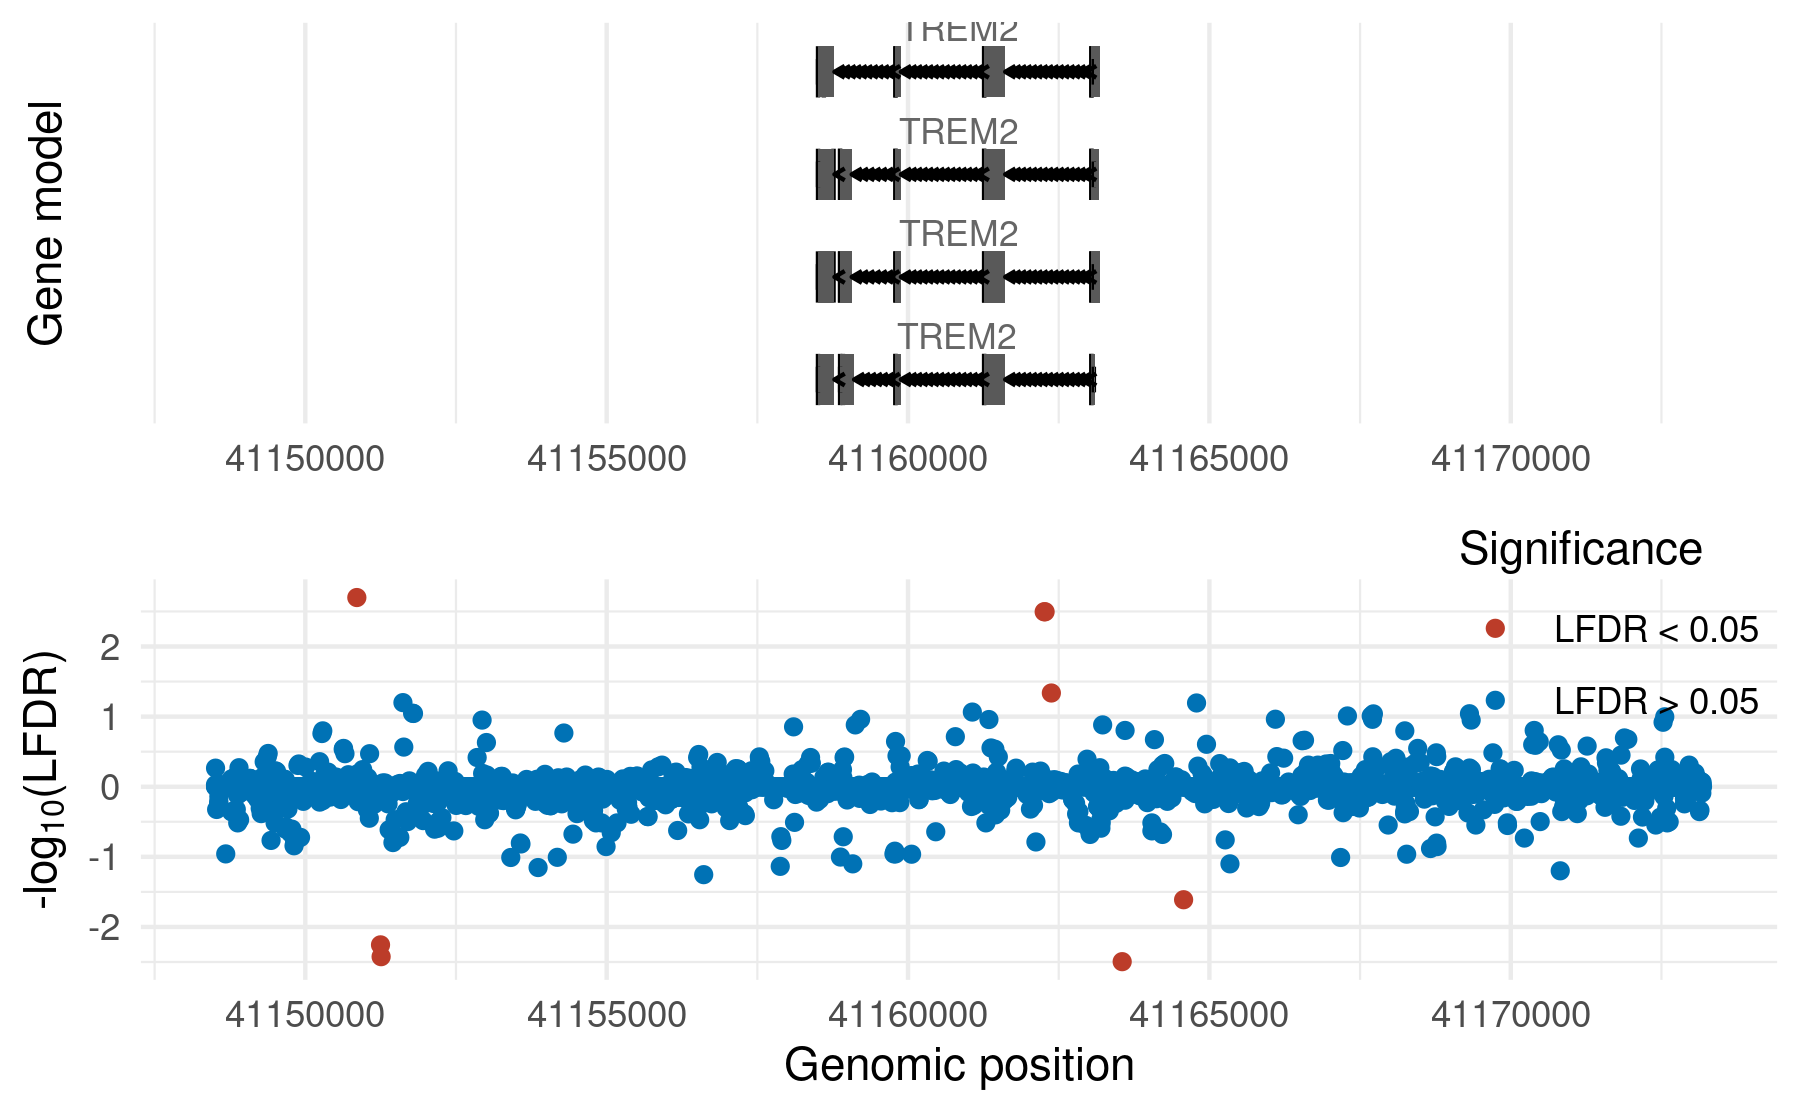 Gene model
TREM2
TREM2
TREM2
TREM2
41150000 41155000 41160000 41165000 41170000
Significance
LFDR < 0.05
LFDR > 0.05
-log10(LFDR)
2
1
0
-1
-2
41150000 41155000 41160000 41165000 41170000
Genomic position